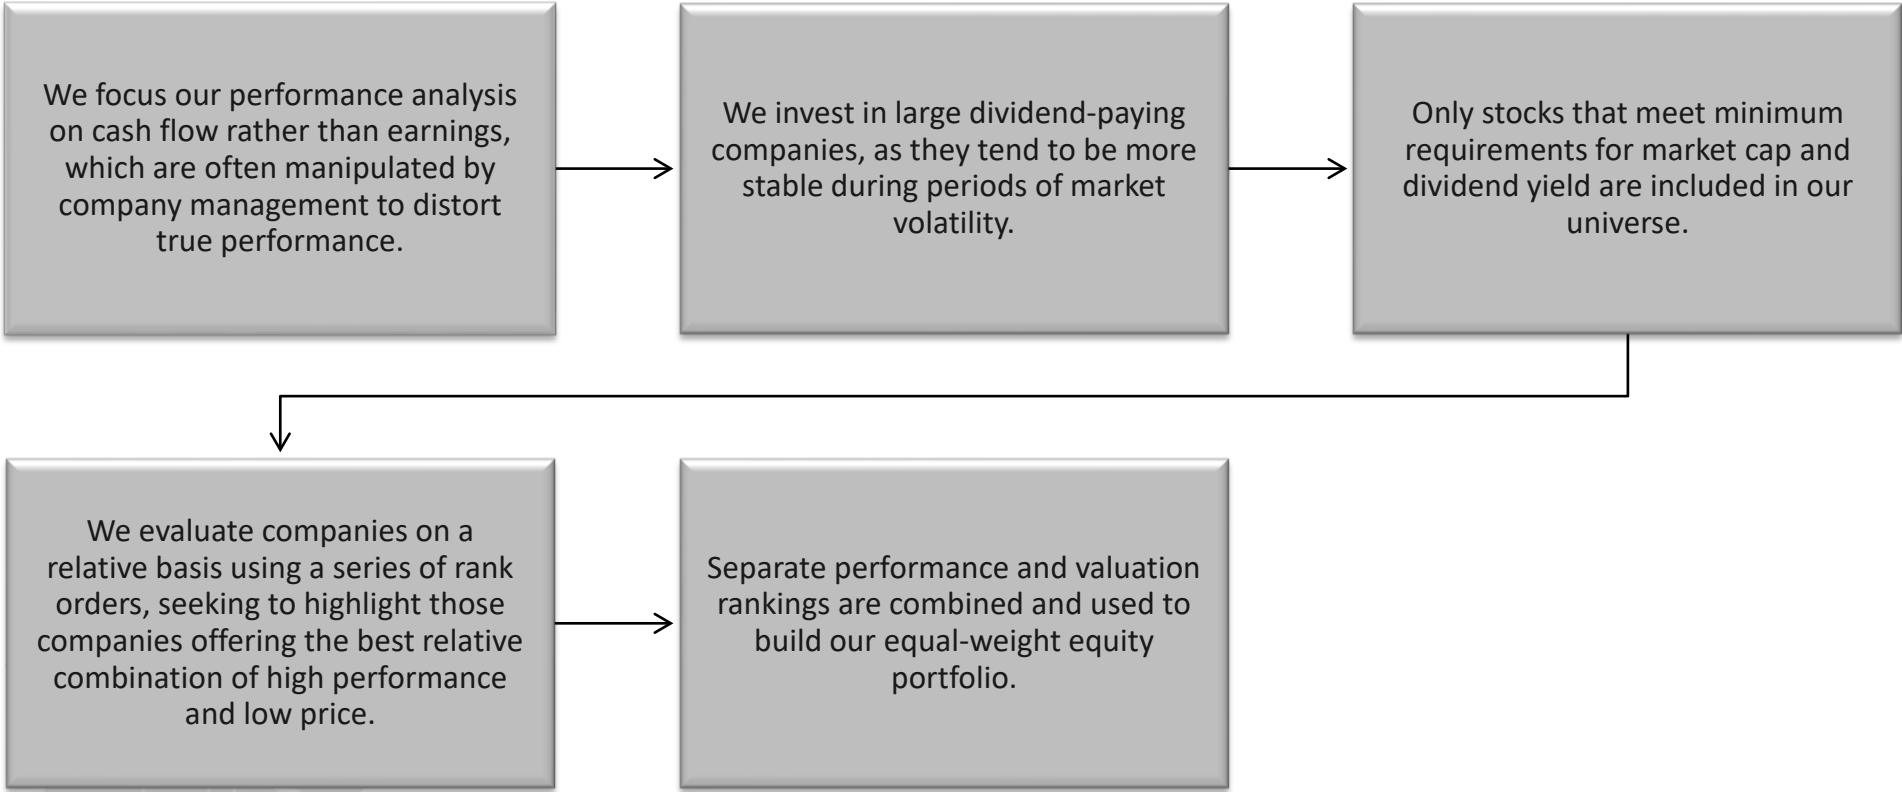 We focus our performance analysis
on cash flow rather than earnings,
which are often manipulated by
company management to distort
true performance.
We invest in large dividend-paying
companies, as they tend to be more
stable during periods of market
volatility.
Only stocks that meet minimum
requirements for market cap and
dividend yield are included in our
universe.
We evaluate companies on a
relative basis using a series of rank
orders, seeking to highlight those
companies offering the best relative
combination of high performance
and low price.
Separate performance and valuation
rankings are combined and used to
build our equal-weight equity
portfolio.